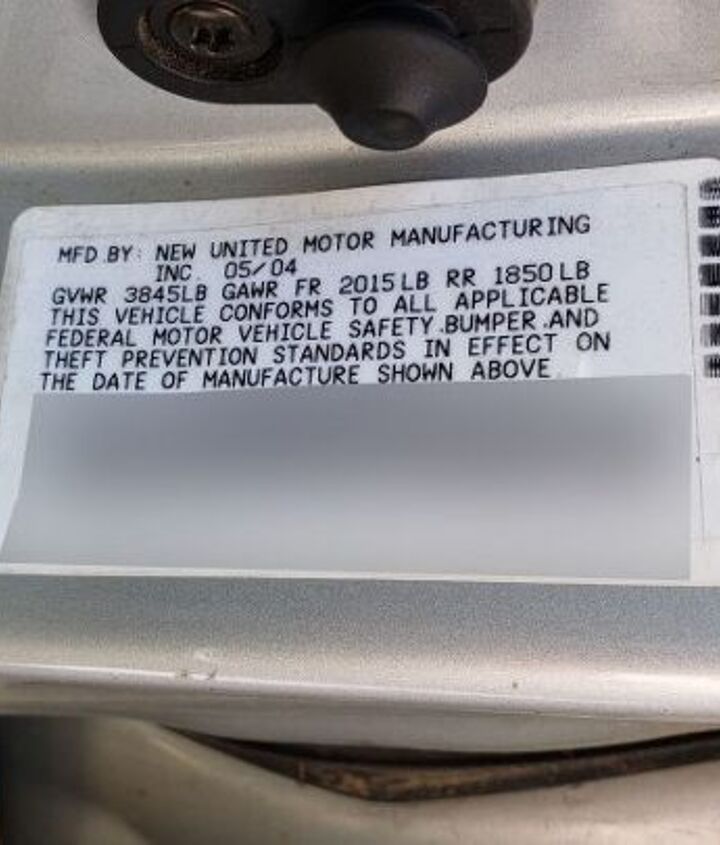 MFD.BY: NEW UNITED MOTOR MANUFACTURING
INC. 05/04
GVWR 3845LB GAWR FR 2015LB RR 1850LB
THIS VEHICLE CONFORMS TO ALL APPLICABLE
FEDERAL MOTOR VEHICLE SAFETY.BUMPER.AND
THEFT PREVENTION STANDARDS IN EFFECT ON
THE DATE OF MANUFACTURE SHOWN ABOVE.